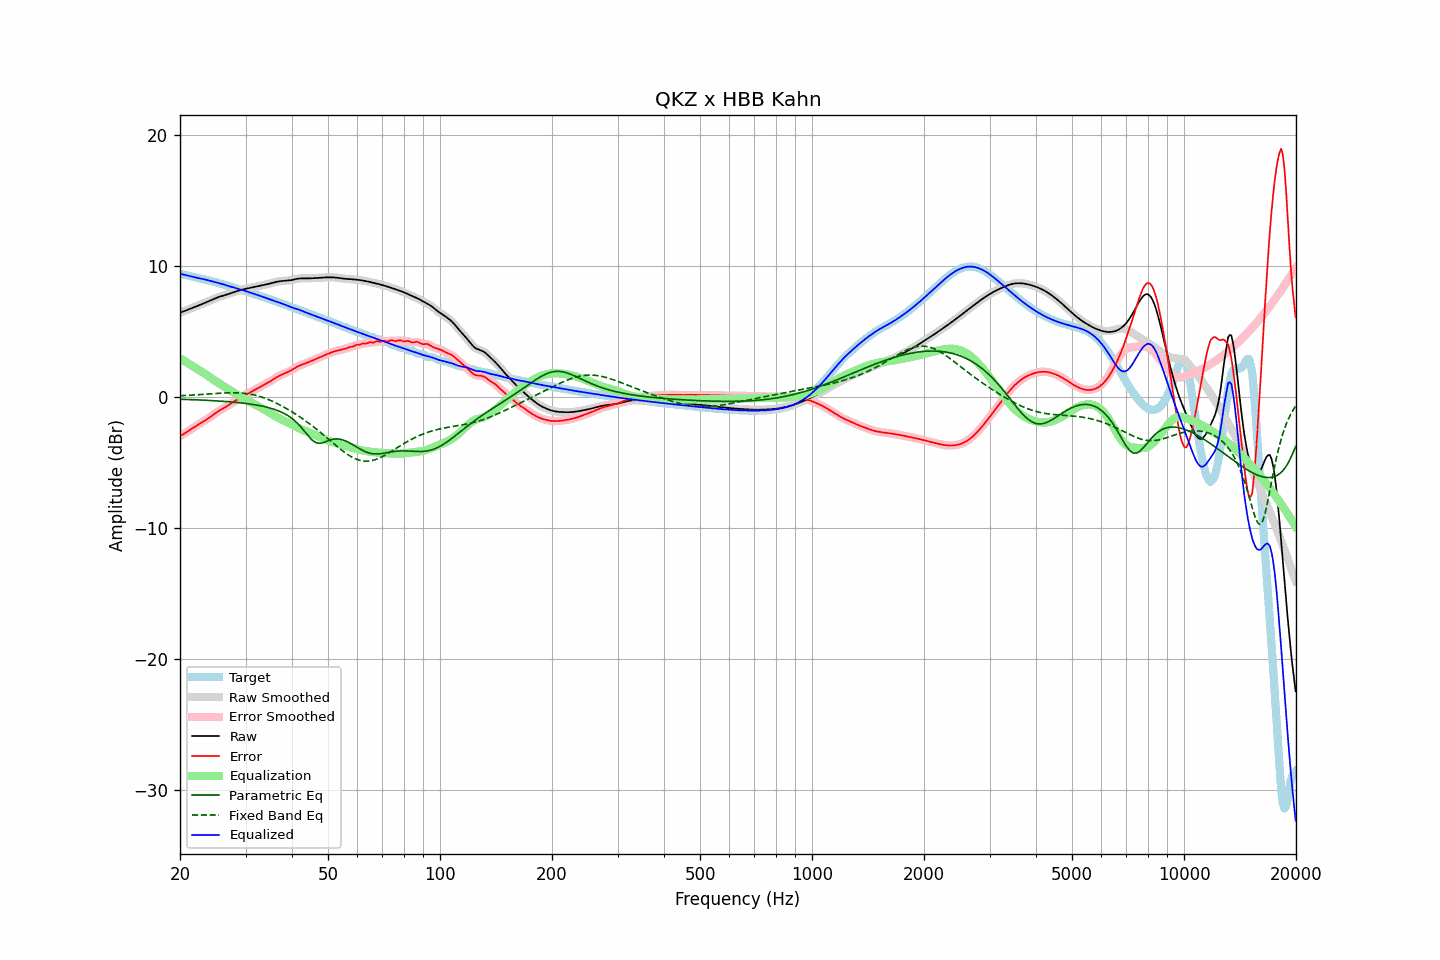 QKZ x HBB Kahn
20
10
0
−10
−20
−30
Amplitude (dBr)
Target
Raw Smoothed
Error Smoothed
Raw
Error
Equalization
Parametric Eq
Fixed Band Eq
Equalized
20 50 100 200 500 1000 2000 5000 10000 20000
Frequency (Hz)